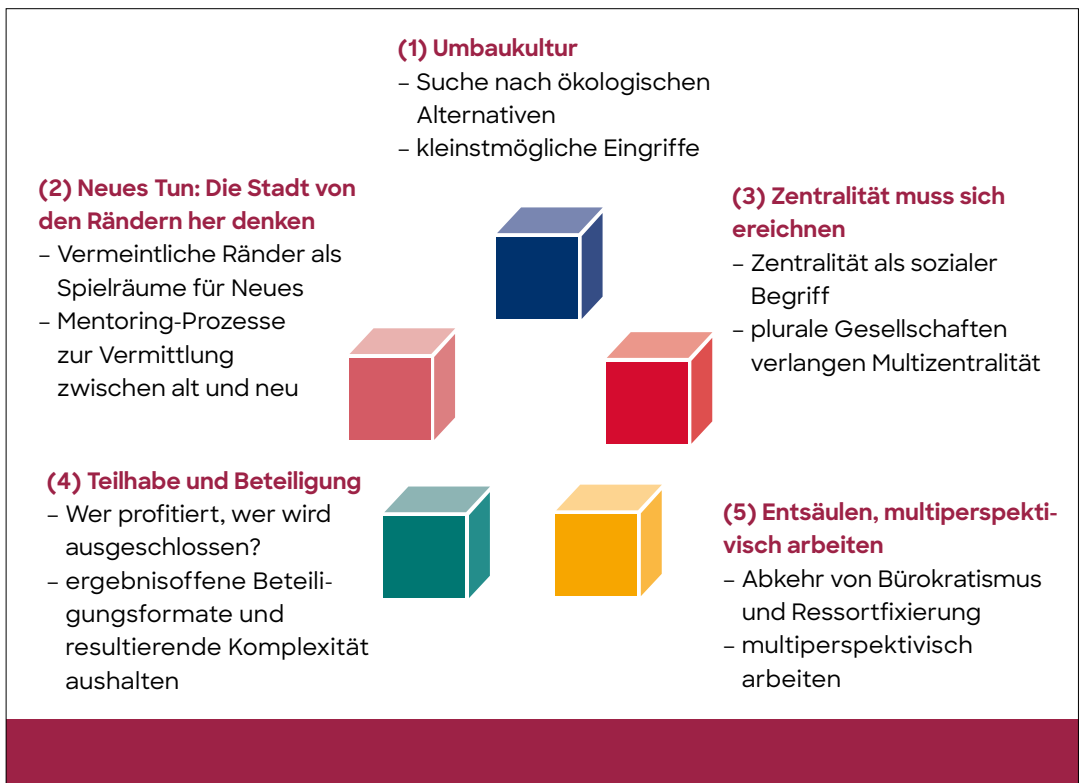 (1) Umbaukultur
– Suche nach ökologischen
Alternativen
– kleinstmögliche Eingriffe
(2) Neues Tun: Die Stadt von
den Rändern her denken
– Vermeintliche Ränder als
Spielräume für Neues
– Mentoring-Prozesse
zur Vermittlung
zwischen alt und neu
(3) Zentralität muss sich
ereichnen
– Zentralität als sozialer
Begriff
– plurale Gesellschaften
verlangen Multizentralität
(4) Teilhabe und Beteiligung
– Wer profitiert, wer wird
ausgeschlossen?
– ergebnisoffene Beteili-
gungsformate und
resultierende Komplexität
aushalten
(5) Entsäulen, multiperspekti-
visch arbeiten
– Abkehr von Bürokratismus
und Ressortfixierung
– multiperspektivisch
arbeiten